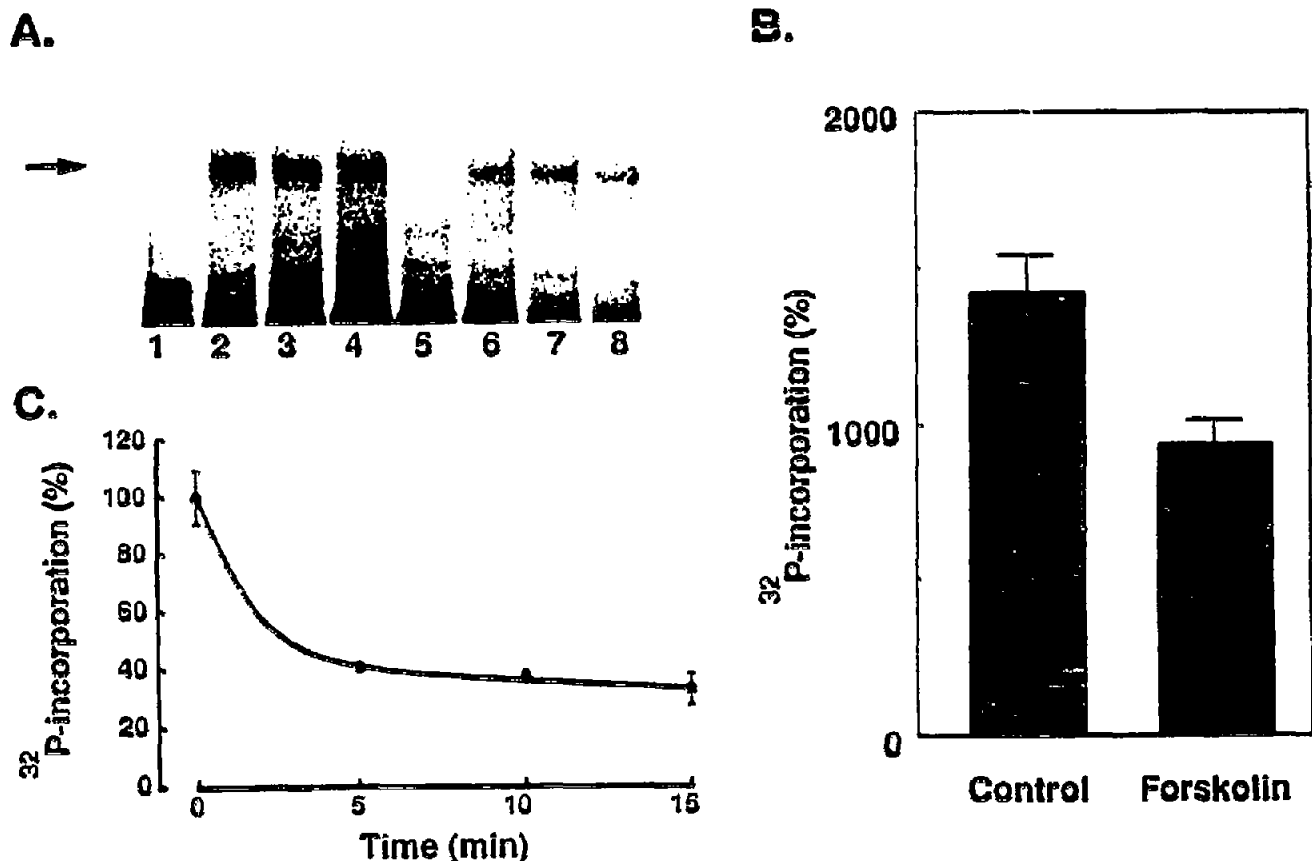 A.
1 2 3 4 5 6 7 8
B.
2000
1000
0
32P-incorporation (%)
Control Forskolin
C.
120
100
80
60
40
20
0
32P-incorporation (%)
0 5 10 15
Time (min)